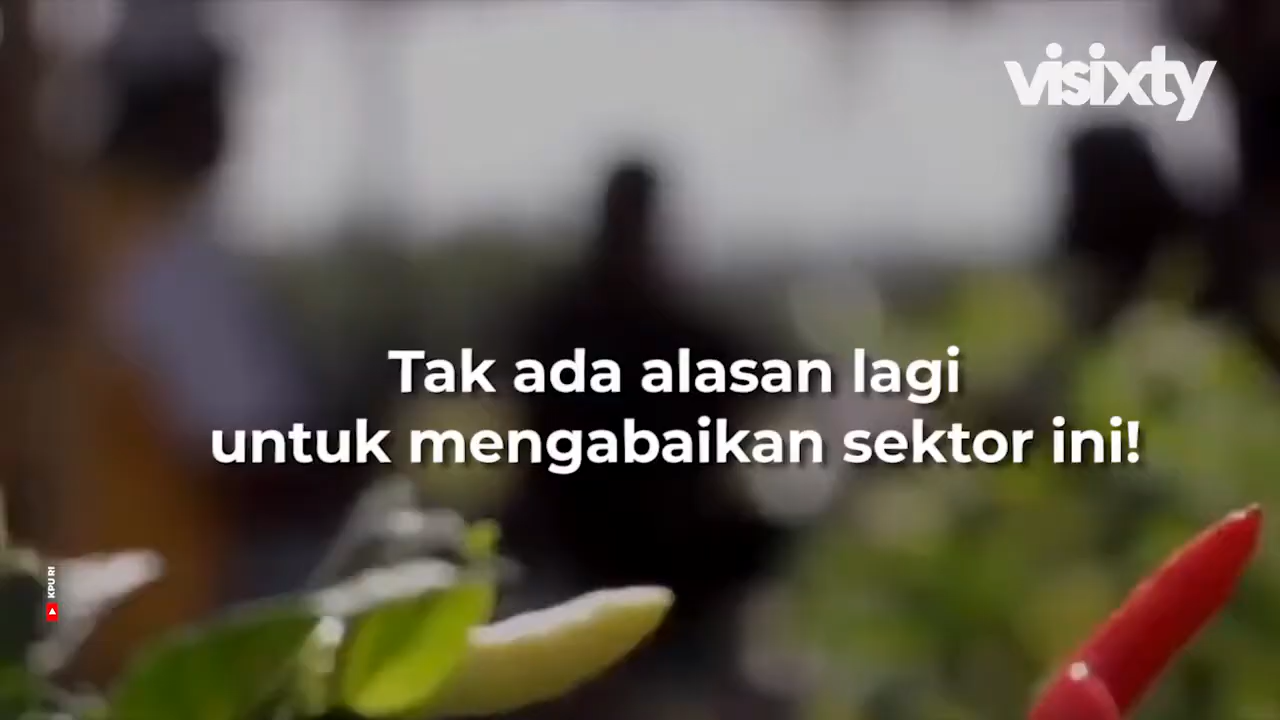 visixty
Tak ada alasan lagi
untuk mengabaikan sektor ini!
KPU RI